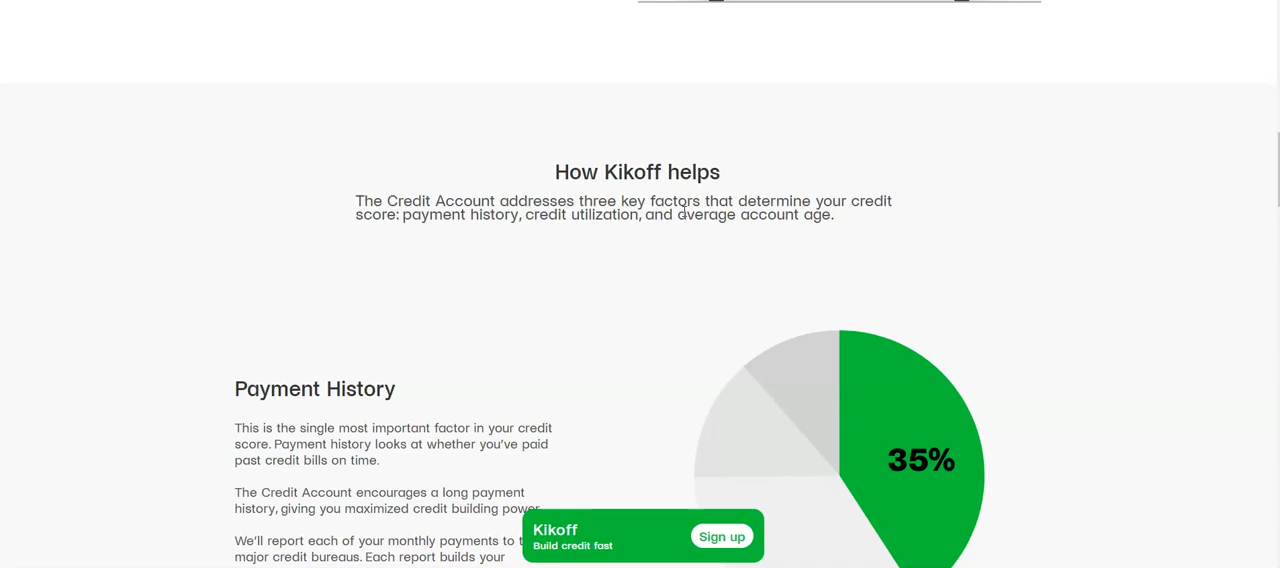 How Kikoff helps
The Credit Account addresses three key factors that determine your credit
score: payment history, credit utilization, and average account age.
Payment History
This is the single most important factor in your credit
score. Payment history looks at whether you've paid
past credit bills on time.
The Credit Account encourages a long payment
history, giving you maximized credit building power.
We'll report each of your monthly payments to
major credit bureaus. Each report builds your
35%
Kikoff
Build credit fast
Sign up